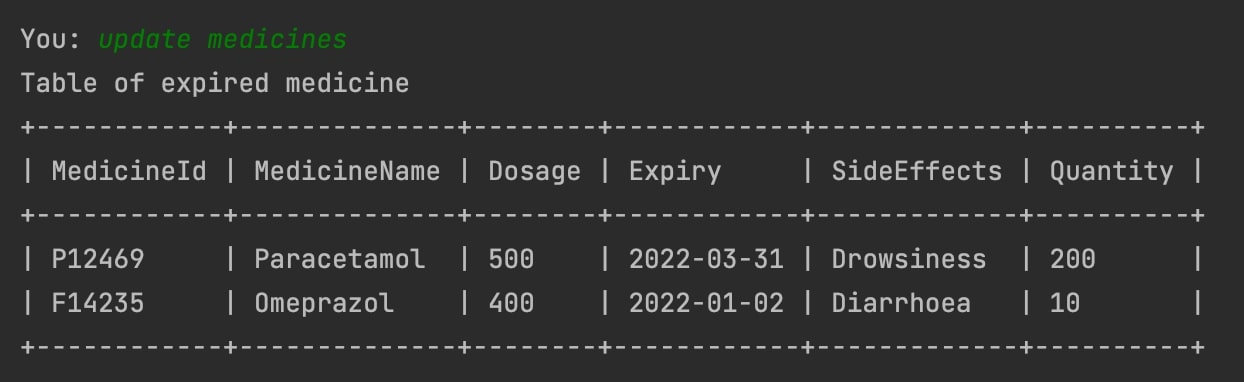 You: update medicines
Table of expired medicine
+------------+--------------+--------+------------+-------------+----------+
| MedicineId | MedicineName | Dosage | Expiry     | SideEffects | Quantity |
+------------+--------------+--------+------------+-------------+----------+
| P12469     | Paracetamol  | 500    | 2022-03-31 | Drowsiness  | 200      |
| F14235     | Omeprazol    | 400    | 2022-01-02 | Diarrhoea   | 10       |
+------------+--------------+--------+------------+-------------+----------+